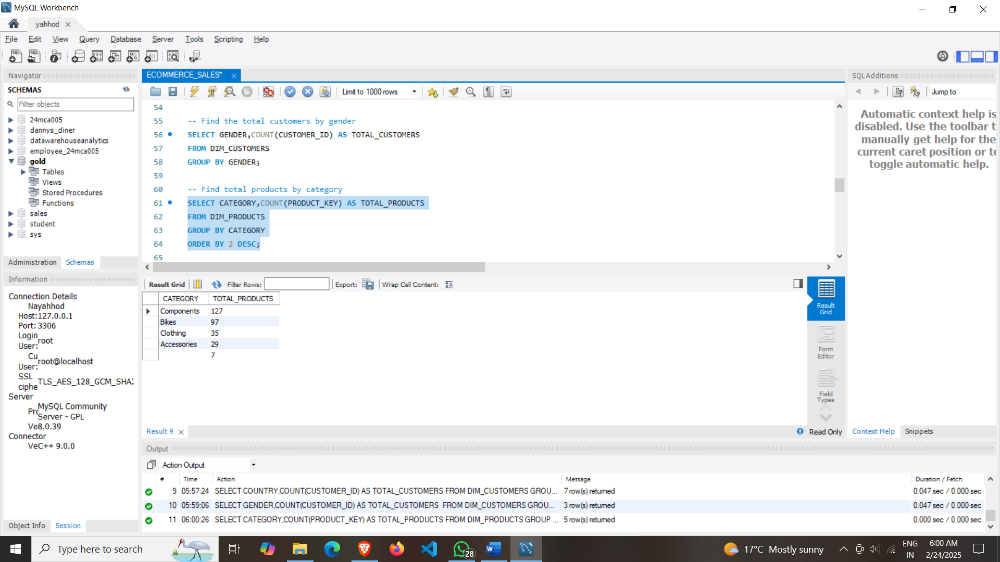 MySQL Workbench
yahhod
File Edit View Query Database Server Tools Scripting Help
Navigator
SCHEMAS
Filter objects
24mca005
dannys_diner
datawarehouseanalytics
employee_24mca005
gold
Tables
Views
Stored Procedures
Functions
sales
student
sys
Administration Schemas
Information
Connection Details
Nayahhod
Host:127.0.0.1
Port: 3306
Login User: root
Cu User: root@localhost
SSL ciphe TLS_AES_128_GCM_SHA2
Server
Prc MySQL Community Server - GPL
Ve8.0.39
Connector
VeC++ 9.0.0
Object Info Session
ECOMMERCE_SALES*
Limit to 1000 rows
54
55 -- Find the total customers by gender
56 SELECT GENDER,COUNT(CUSTOMER_ID) AS TOTAL_CUSTOMERS
57 FROM DIM_CUSTOMERS
58 GROUP BY GENDER;
59
60 -- Find total products by category
61 SELECT CATEGORY,COUNT(PRODUCT_KEY) AS TOTAL_PRODUCTS
62 FROM DIM_PRODUCTS
63 GROUP BY CATEGORY
64 ORDER BY 2 DESC;
65
Result Grid Filter Rows: Export: Wrap Cell Content:
CATEGORY TOTAL_PRODUCTS
Components 127
Bikes 97
Clothing 35
Accessories 29
7
Result Grid
Form Editor
Field Types
Result 9
Read Only
SQLAdditions
Jump to
Automatic context help is
disabled. Use the toolbar t
manually get help for the
current caret position or to
toggle automatic help.
Context Help Snippets
Output
Action Output
# Time Action Message Duration / Fetch
9 05:57:24 SELECT COUNTRY,COUNT(CUSTOMER_ID) AS TOTAL_CUSTOMERS FROM DIM_CUSTOMERS GROU... 7 row(s) returned 0.047 sec / 0.000 sec
10 05:59:06 SELECT GENDER,COUNT(CUSTOMER_ID) AS TOTAL_CUSTOMERS FROM DIM_CUSTOMERS GROU... 3 row(s) returned 0.047 sec / 0.000 sec
11 06:00:26 SELECT CATEGORY,COUNT(PRODUCT_KEY) AS TOTAL_PRODUCTS FROM DIM_PRODUCTS GROUP ... 5 row(s) returned 0.000 sec / 0.000 sec
Type here to search
28
17°C Mostly sunny
ENG
IN
6:00 AM
2/24/2025